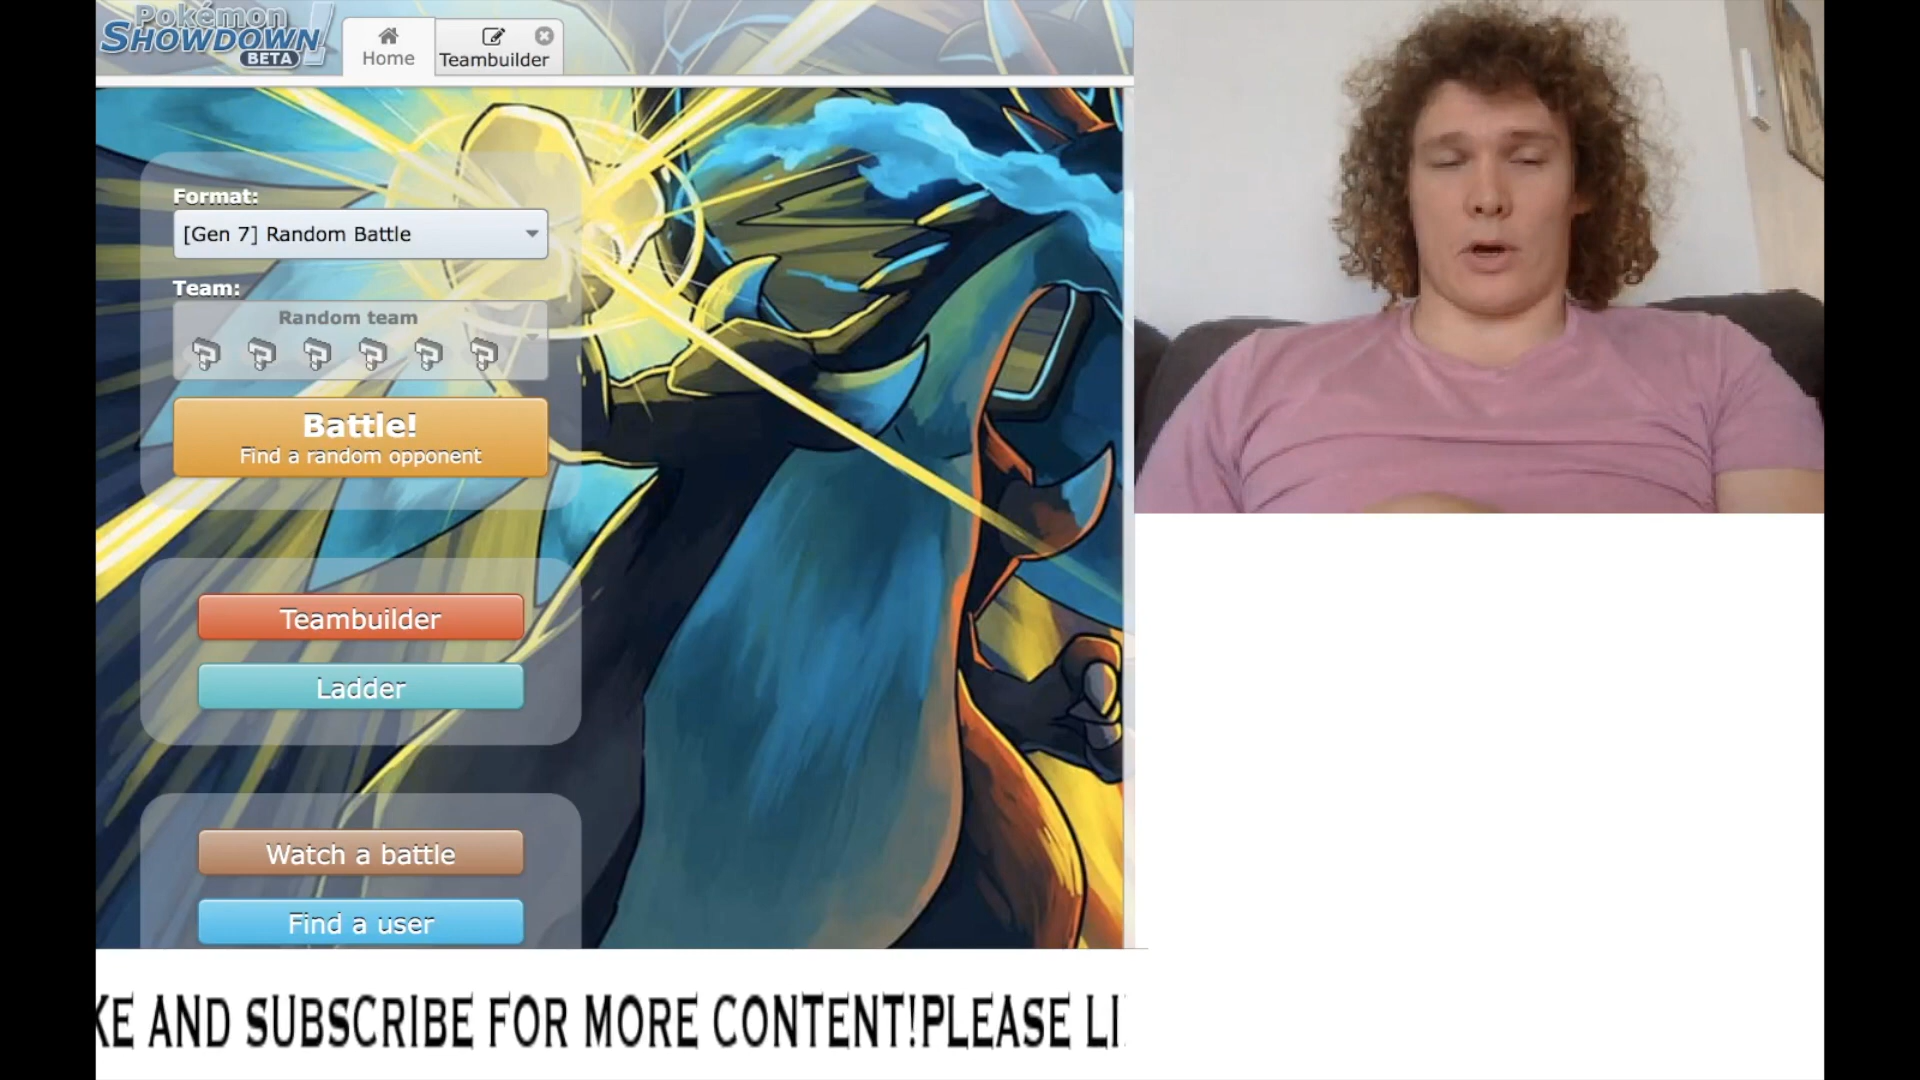 Pokémon
SHOWDOWN!
BETA
Home
Teambuilder
Format:
[Gen 7] Random Battle
Team:
Random team
? ? ? ? ? ?
Battle!
Find a random opponent
Teambuilder
Ladder
Watch a battle
Find a user
KE AND SUBSCRIBE FOR MORE CONTENT!PLEASE LI